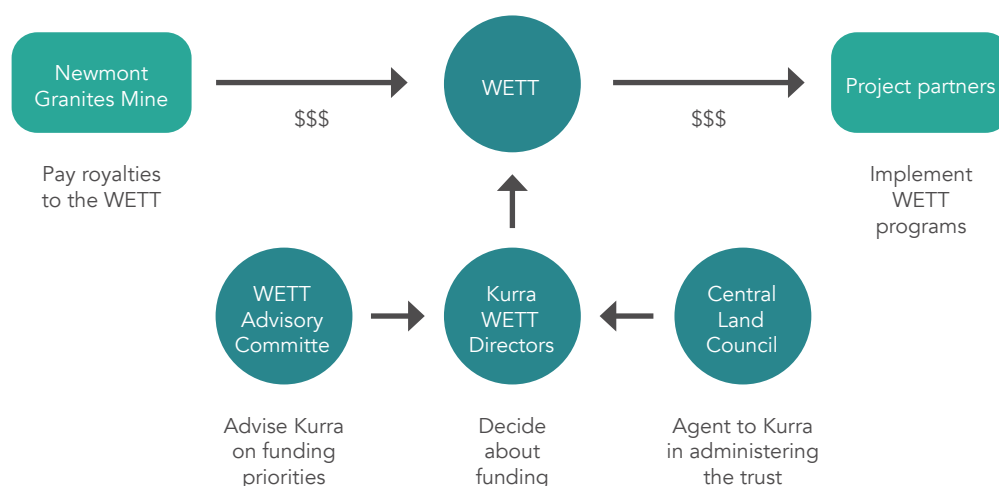 Newmont
Granites Mine
WETT
Project partners
$$$
$$$
Pay royalties
to the WETT
Implement
WETT
programs
WETT
Advisory
Committe
Kurra
WETT
Directors
Central
Land
Council
Advise Kurra
on funding
priorities
Decide
about
funding
Agent to Kurra
in administering
the trust